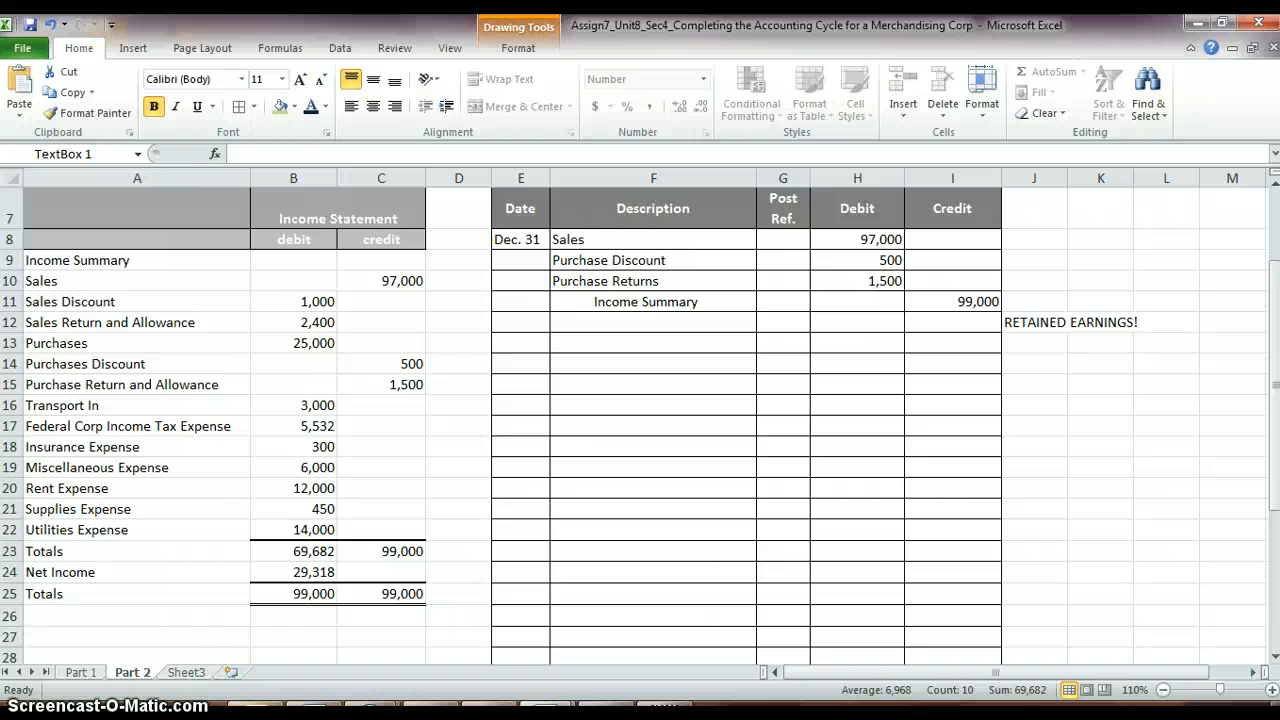 Drawing Tools
Assign7_Unit8_Sec4_Completing the Accounting Cycle for a Merchandising Corp - Microsoft Excel
File Home Insert Page Layout Formulas Data Review View Format
Cut
Copy
Format Painter
Paste
Clipboard
Calibri (Body) 11
B I U
Font
Wrap Text
Merge & Center
Alignment
Number
$ % ,
Number
Conditional Formatting
Format as Table
Cell Styles
Styles
Insert Delete Format
Cells
AutoSum
Fill
Clear
Sort & Filter
Find & Select
Editing
TextBox 1 fx
A B C D E F G H I J K L M
7 Income Statement Date Description Post Ref. Debit Credit
8 debit credit Dec. 31 Sales 97,000
9 Income Summary Purchase Discount 500
10 Sales 97,000 Purchase Returns 1,500
11 Sales Discount 1,000 Income Summary 99,000
12 Sales Return and Allowance 2,400 RETAINED EARNINGS!
13 Purchases 25,000
14 Purchases Discount 500
15 Purchase Return and Allowance 1,500
16 Transport In 3,000
17 Federal Corp Income Tax Expense 5,532
18 Insurance Expense 300
19 Miscellaneous Expense 6,000
20 Rent Expense 12,000
21 Supplies Expense 450
22 Utilities Expense 14,000
23 Totals 69,682 99,000
24 Net Income 29,318
25 Totals 99,000 99,000
26
27
28
Part 1 Part 2 Sheet3
Ready Average: 6,968 Count: 10 Sum: 69,682 110%
Screencast-O-Matic.com